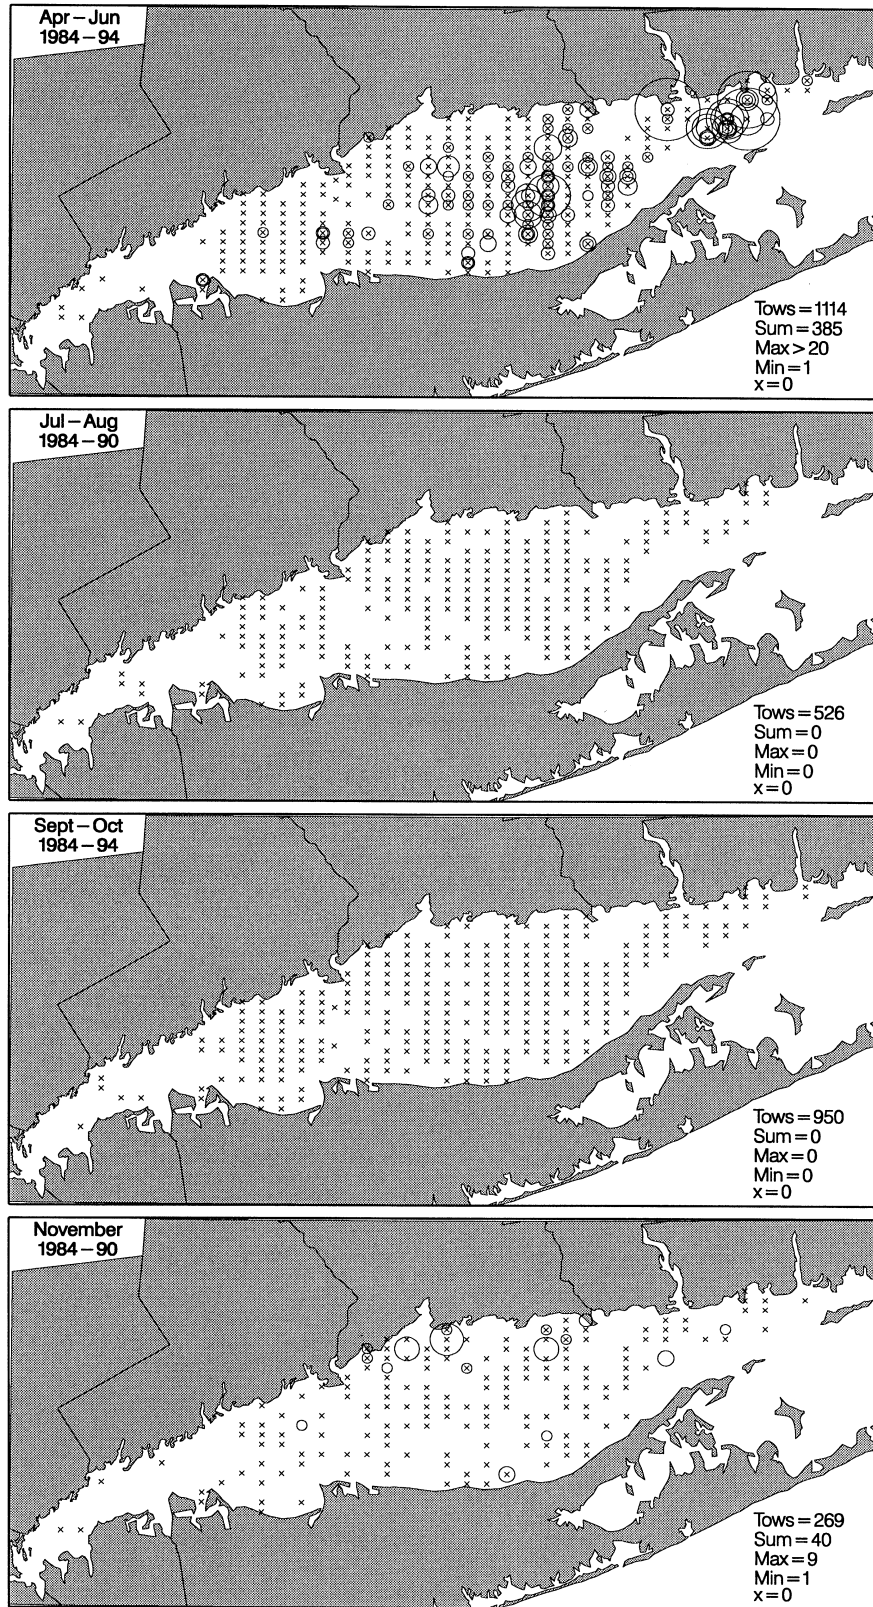 Apr – Jun
1984 – 94
Tows = 1114
Sum = 385
Max > 20
Min = 1
x = 0
Jul – Aug
1984 – 90
Tows = 526
Sum = 0
Max = 0
Min = 0
x = 0
Sept – Oct
1984 – 94
Tows = 950
Sum = 0
Max = 0
Min = 0
x = 0
November
1984 – 90
Tows = 269
Sum = 40
Max = 9
Min = 1
x = 0